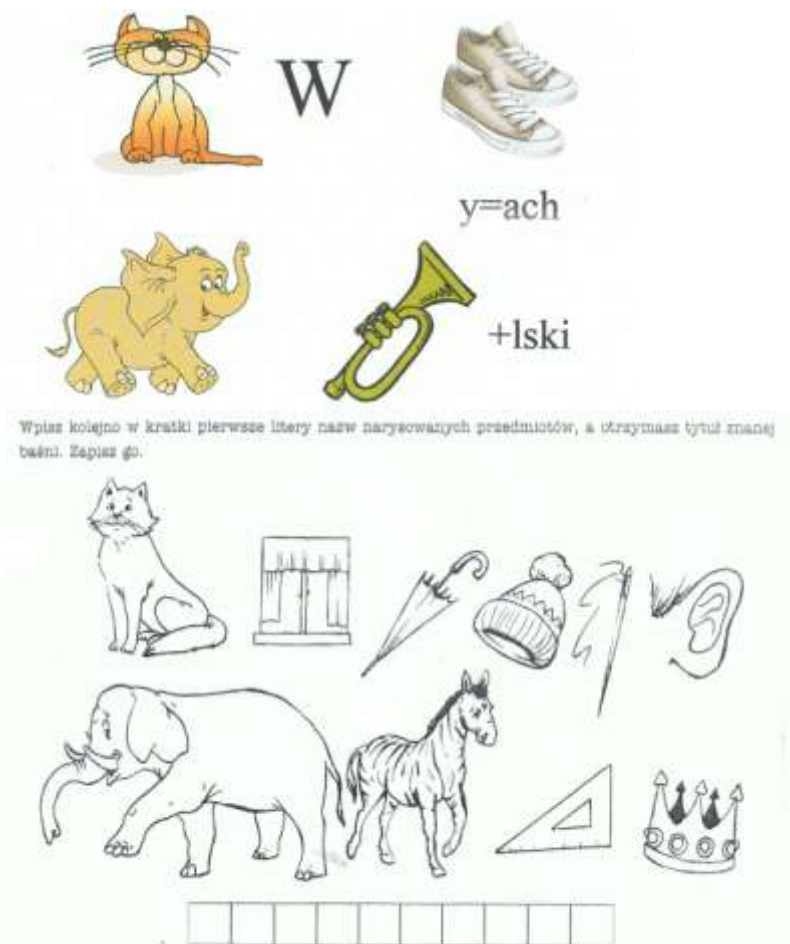 W
y=ach
+lski
Wpisz kolejno w kratki pierwsze litery nazw narysowanych przedmiotów, a otrzymasz tytuł znanej
baśni. Zapisz go.